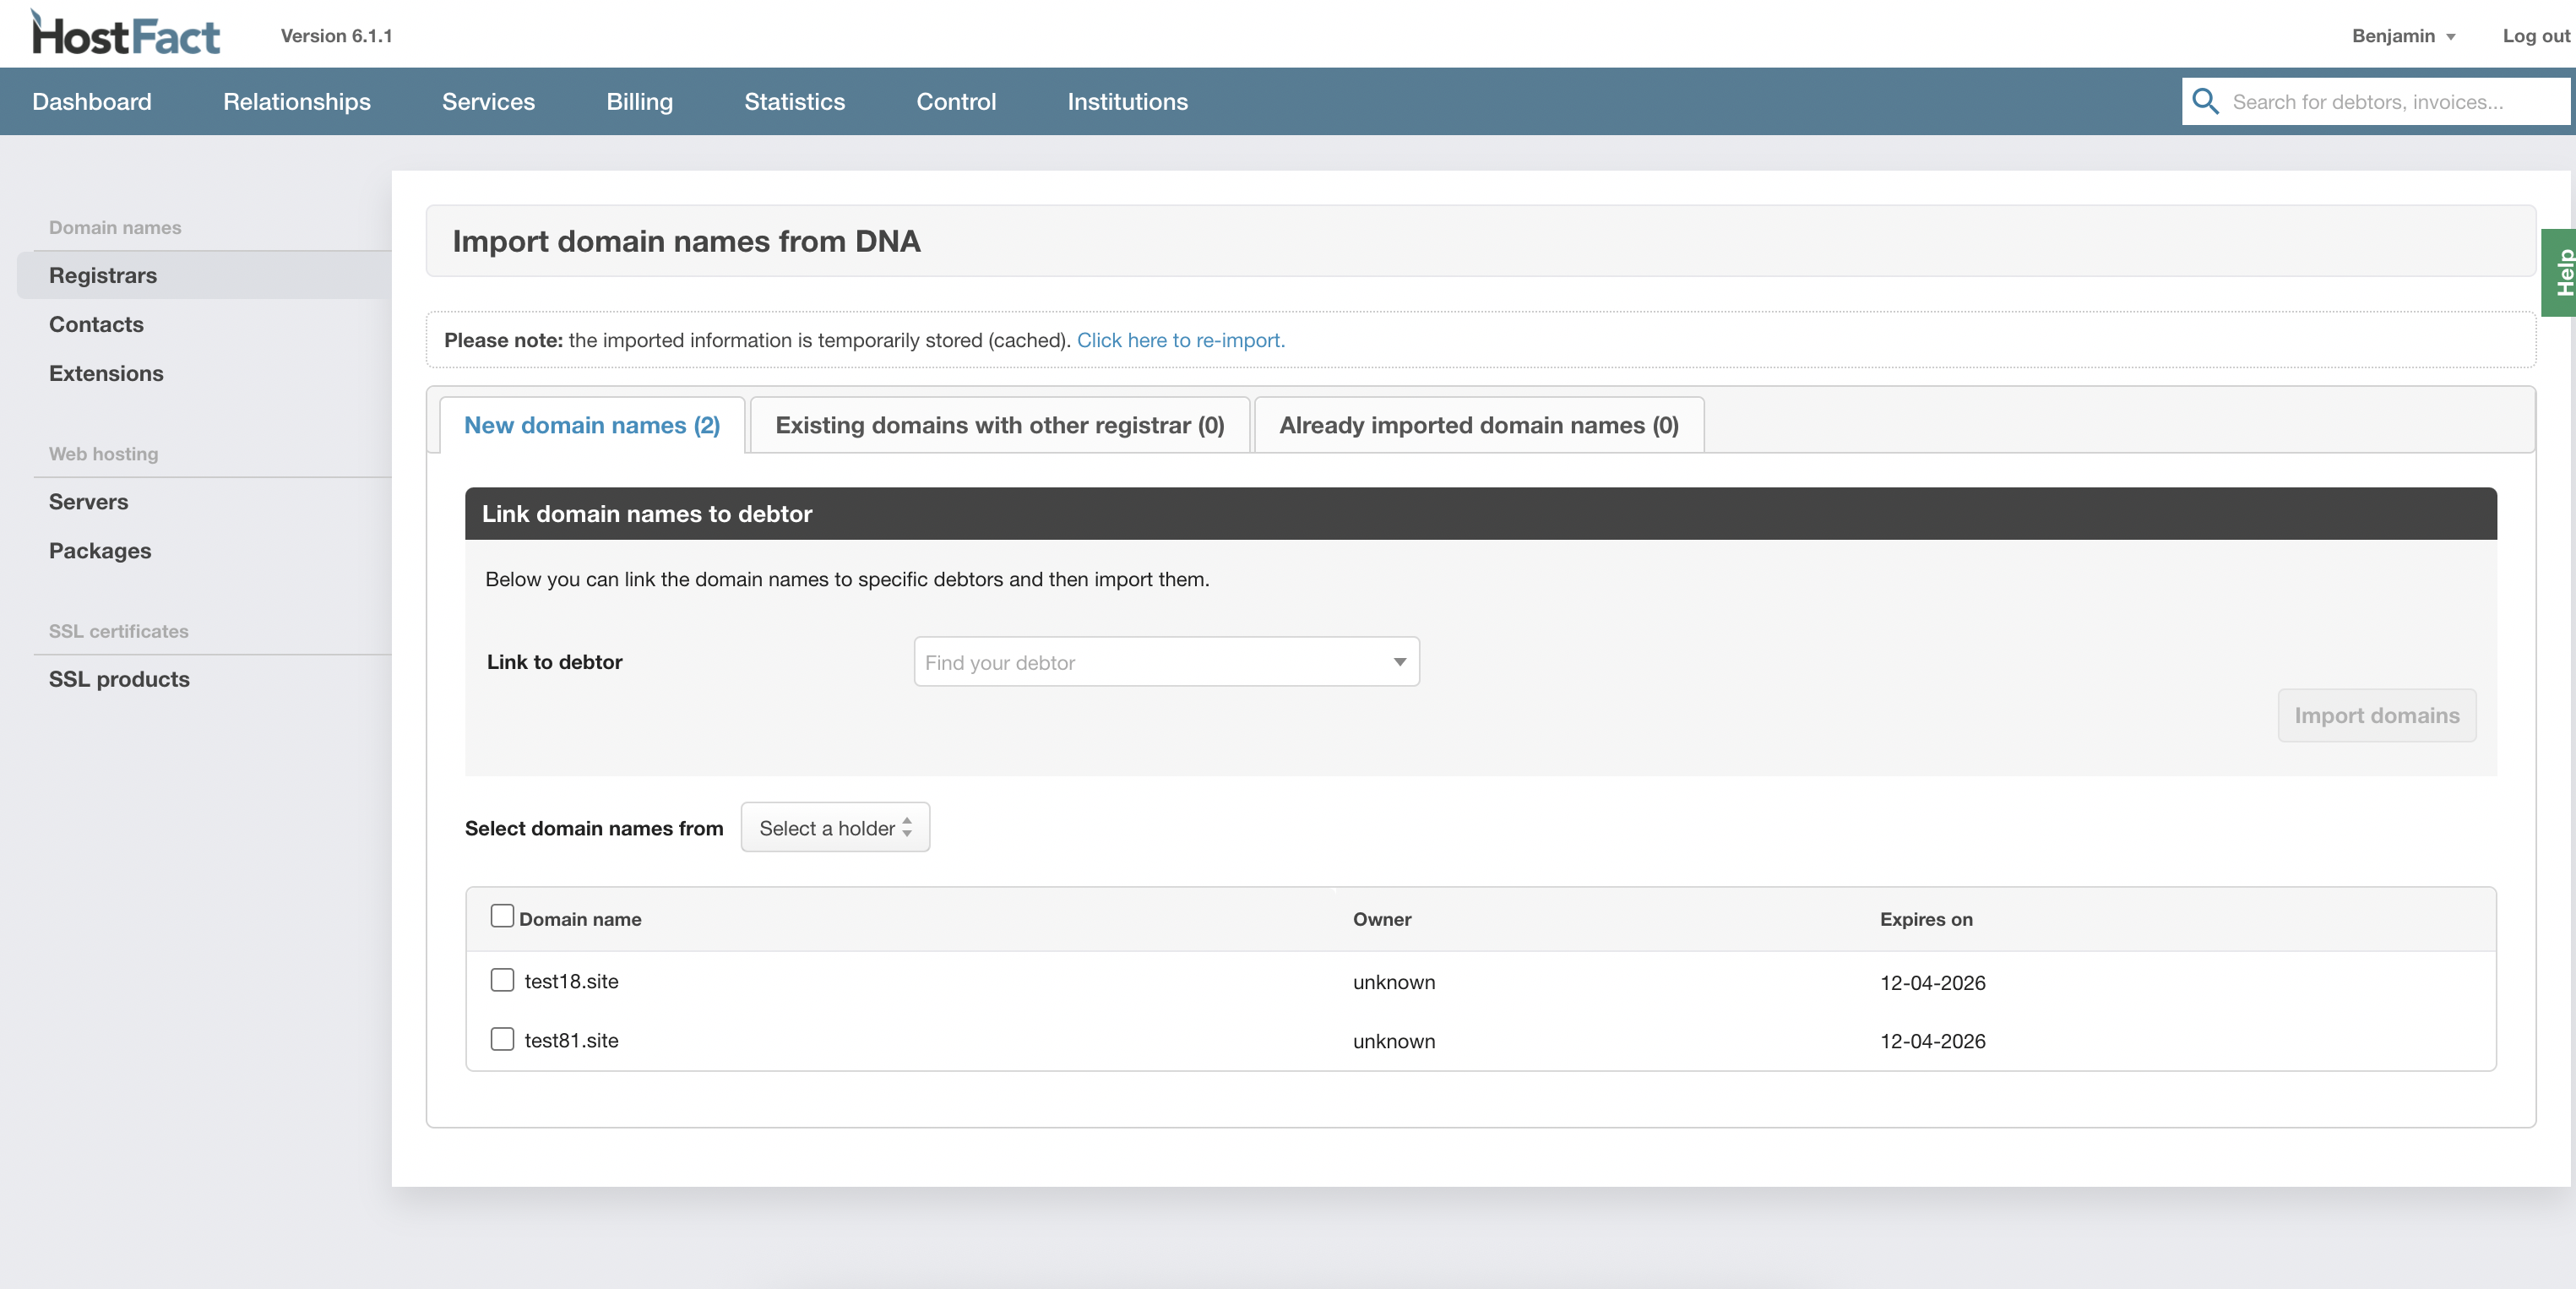 HostFact
Version 6.1.1
Benjamin
Log out
Dashboard
Relationships
Services
Billing
Statistics
Control
Institutions
Search for debtors, invoices...
Domain names
Registrars
Contacts
Extensions
Web hosting
Servers
Packages
SSL certificates
SSL products
Help
Import domain names from DNA
Please note: the imported information is temporarily stored (cached). Click here to re-import.
New domain names (2)
Existing domains with other registrar (0)
Already imported domain names (0)
Link domain names to debtor
Below you can link the domain names to specific debtors and then import them.
Link to debtor
Find your debtor
Import domains
Select domain names from
Select a holder
Domain name Owner Expires on
test18.site unknown 12-04-2026
test81.site unknown 12-04-2026